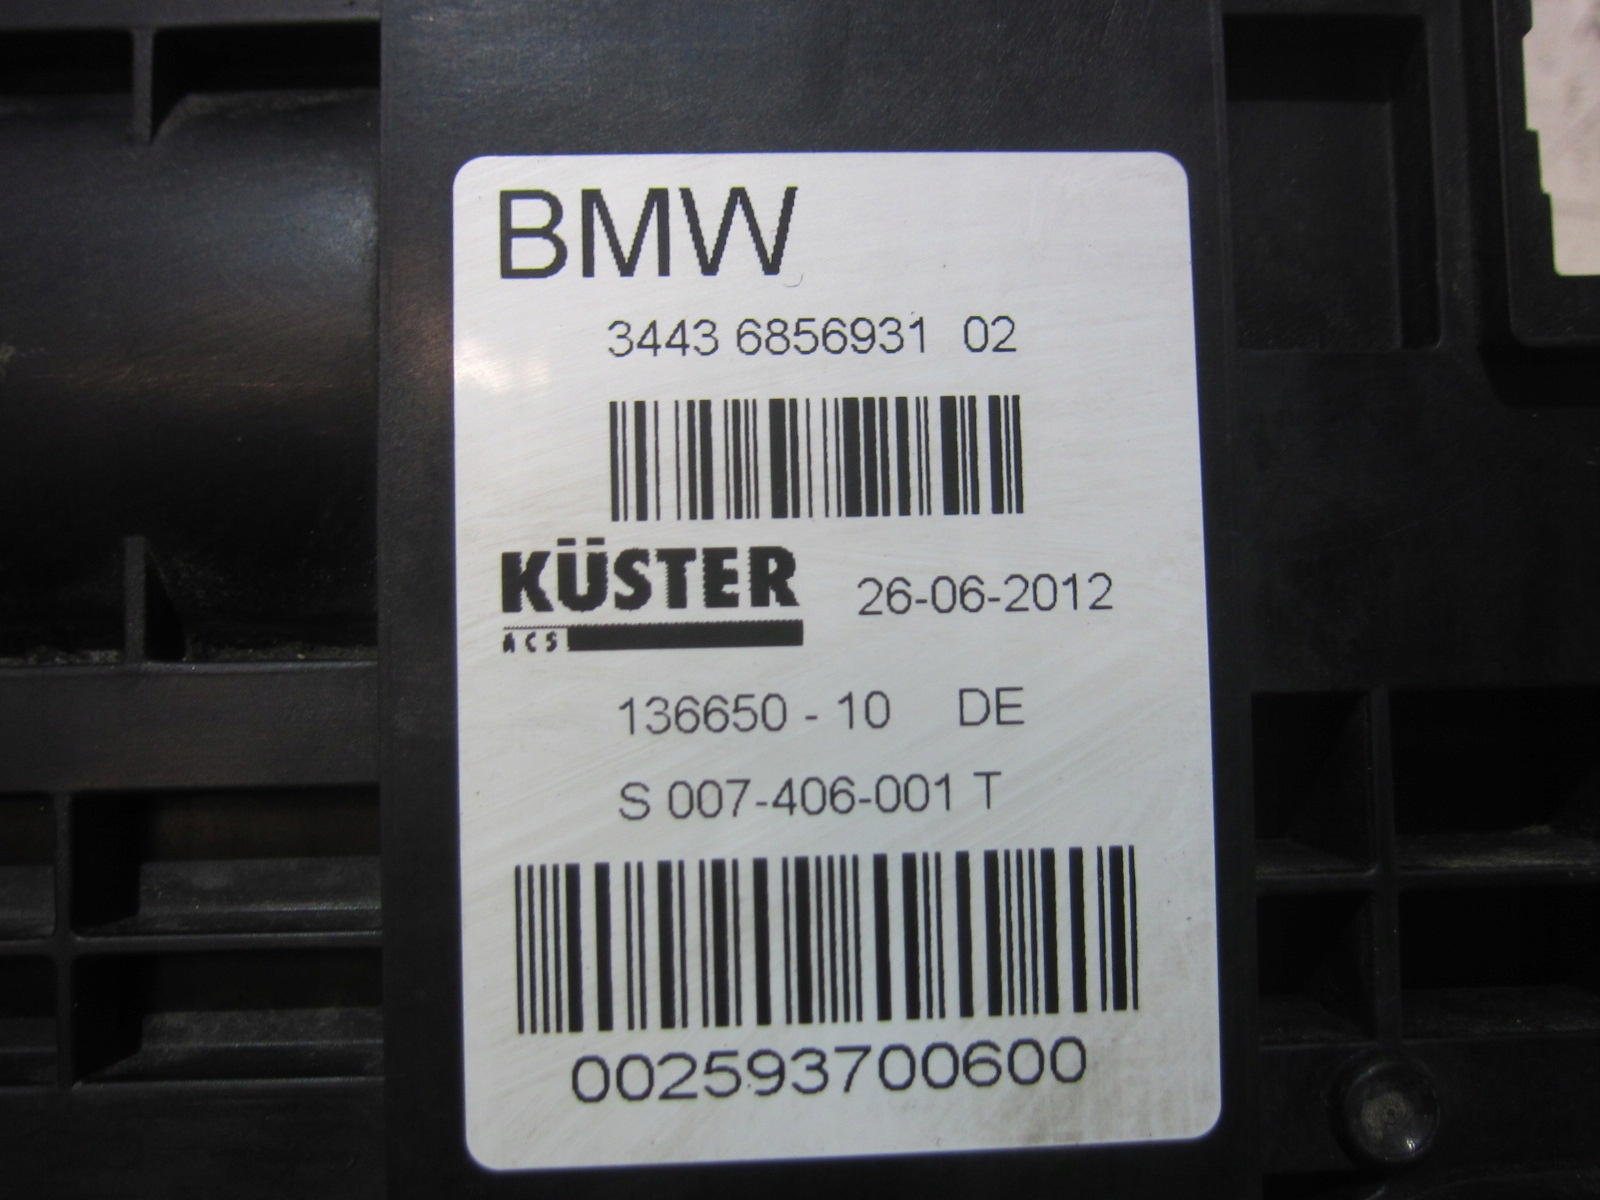 BMW
3443 6856931 02
KÜSTER
ACS
26-06-2012
136650 - 10 DE
S 007-406-001 T
002593700600